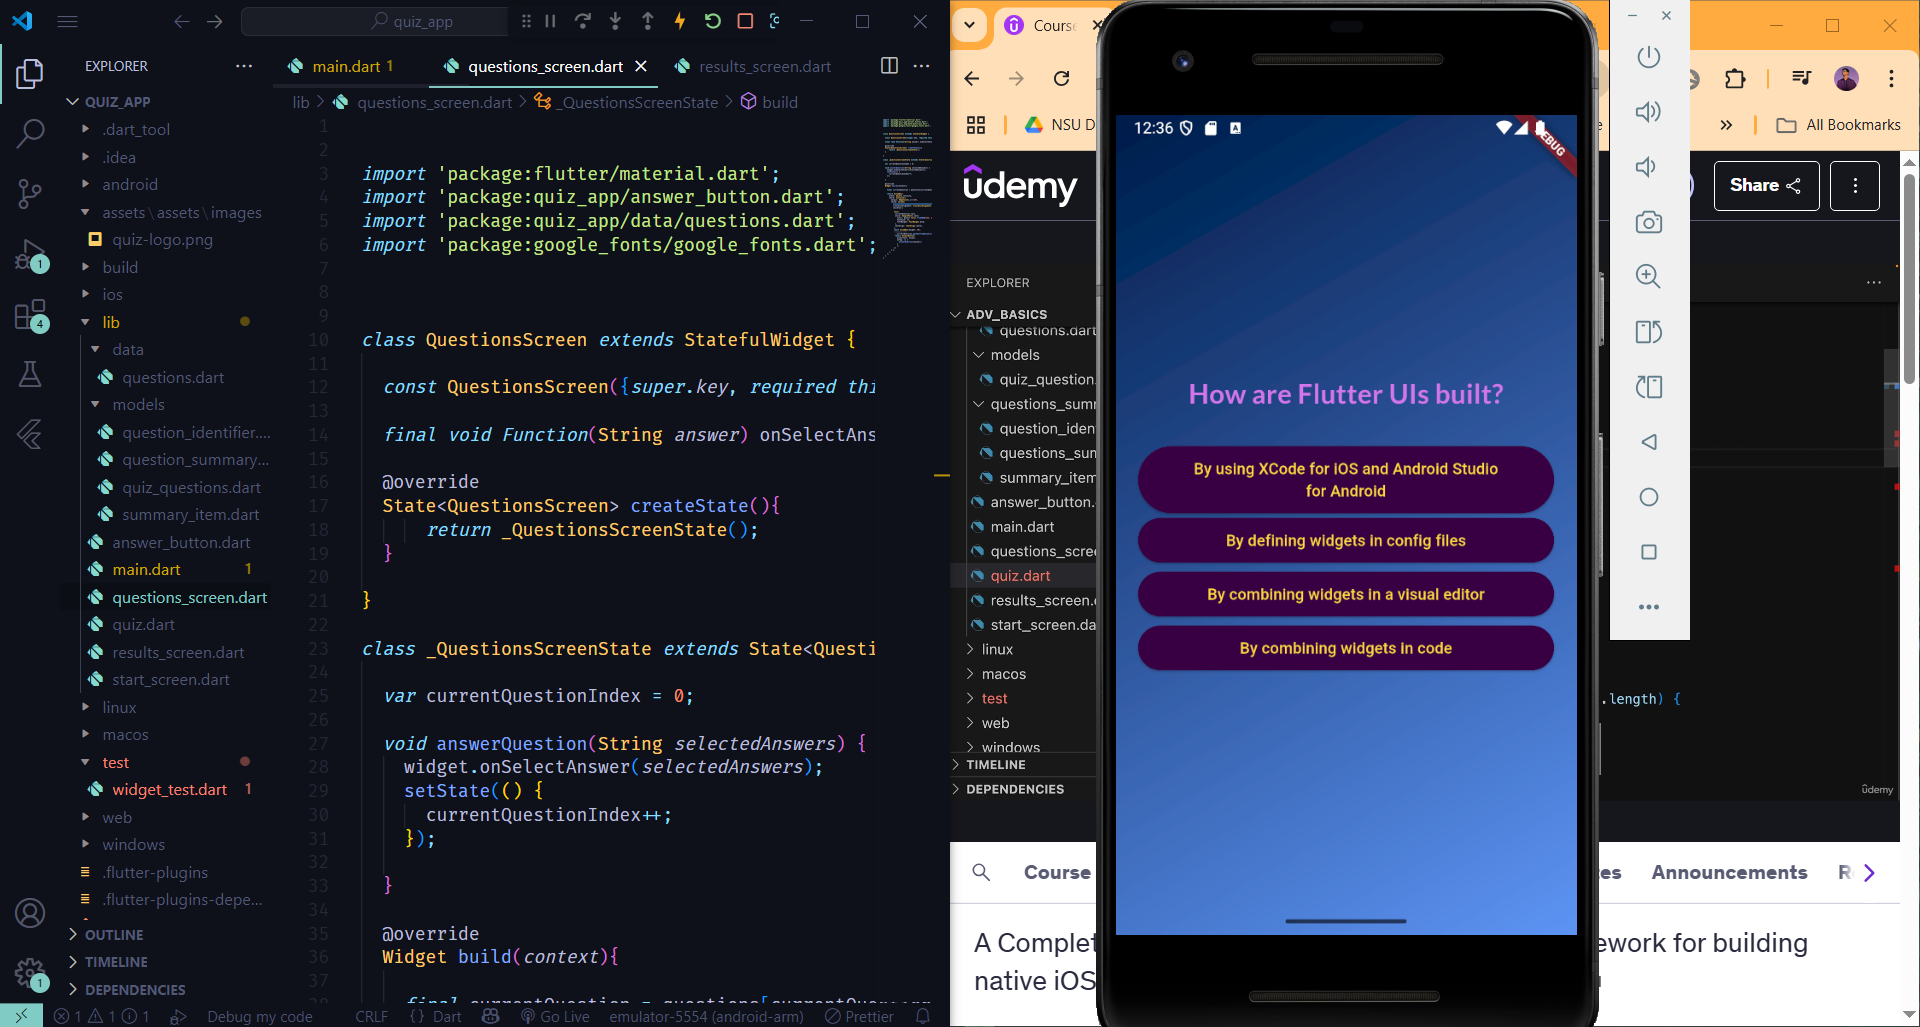 quiz_app
EXPLORER
main.dart 1
questions_screen.dart
results_screen.dart
lib
questions_screen.dart
_QuestionsScreenState
build
QUIZ_APP
.dart_tool
.idea
android
assets\assets\images
quiz-logo.png
build
ios
lib
data
questions.dart
models
question_identifier....
question_summary...
quiz_questions.dart
summary_item.dart
answer_button.dart
main.dart 1
questions_screen.dart
quiz.dart
results_screen.dart
start_screen.dart
linux
macos
test
widget_test.dart 1
web
windows
.flutter-plugins
.flutter-plugins-depe...
OUTLINE
TIMELINE
DEPENDENCIES
1
4
1
1
2
3 import 'package:flutter/material.dart';
4 import 'package:quiz_app/answer_button.dart';
5 import 'package:quiz_app/data/questions.dart';
6 import 'package:google_fonts/google_fonts.dart';
7
8
9
10 class QuestionsScreen extends StatefulWidget {
11
12 const QuestionsScreen({super.key, required thi
13
14 final void Function(String answer) onSelectAns
15
16 @override
17 State<QuestionsScreen> createState(){
18 return _QuestionsScreenState();
19 }
20
21 }
22
23 class _QuestionsScreenState extends State<Questi
24
25 var currentQuestionIndex = 0;
26
27 void answerQuestion(String selectedAnswers) {
28 widget.onSelectAnswer(selectedAnswers);
29 setState(() {
30 currentQuestionIndex++;
31 });
32
33 }
34
35 @override
36 Widget build(context){
37
1 1 1
Debug my code
CRLF
{} Dart
Go Live
emulator-5554 (android-arm)
Prettier
Course
NSU D
All Bookmarks
udemy
Share
EXPLORER
ADV_BASICS
questions.dart
models
quiz_question.
questions_sum
question_iden
questions_sum
summary_item
answer_button.
main.dart
questions_scree
quiz.dart
results_screen.
start_screen.da
linux
macos
test
web
windows
TIMELINE
DEPENDENCIES
.length) {
udemy
Course
Announcements
A Complet
ework for building
native iOS
12:36
How are Flutter UIs built?
By using XCode for iOS and Android Studio
for Android
By defining widgets in config files
By combining widgets in a visual editor
By combining widgets in code